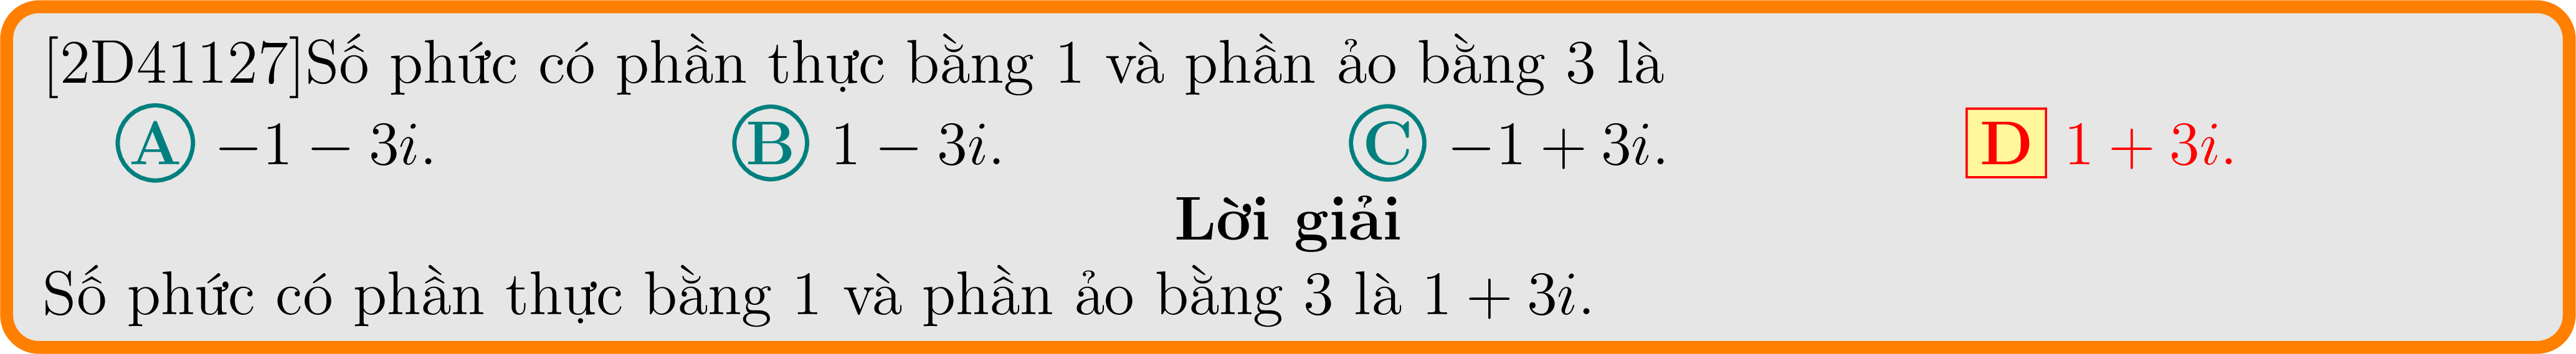 [2D41127]Số phức có phần thực bằng 1 và phần ảo bằng 3 là
A −1 − 3i. B 1 − 3i. C −1 + 3i. D 1 + 3i.
Lời giải
Số phức có phần thực bằng 1 và phần ảo bằng 3 là 1 + 3i.